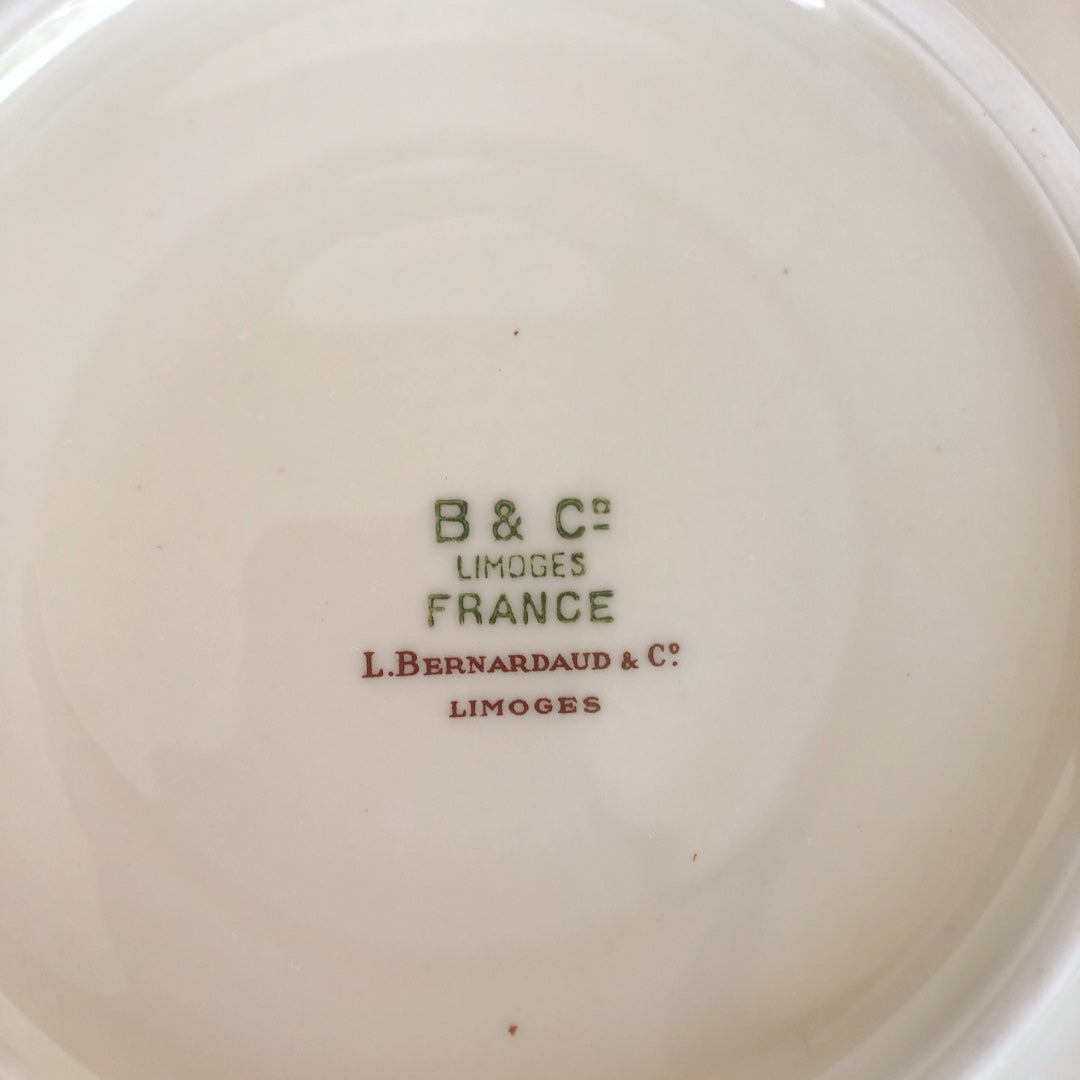 B & Cº
LIMOGES
FRANCE
L. BERNARDAUD & Cº
LIMOGES